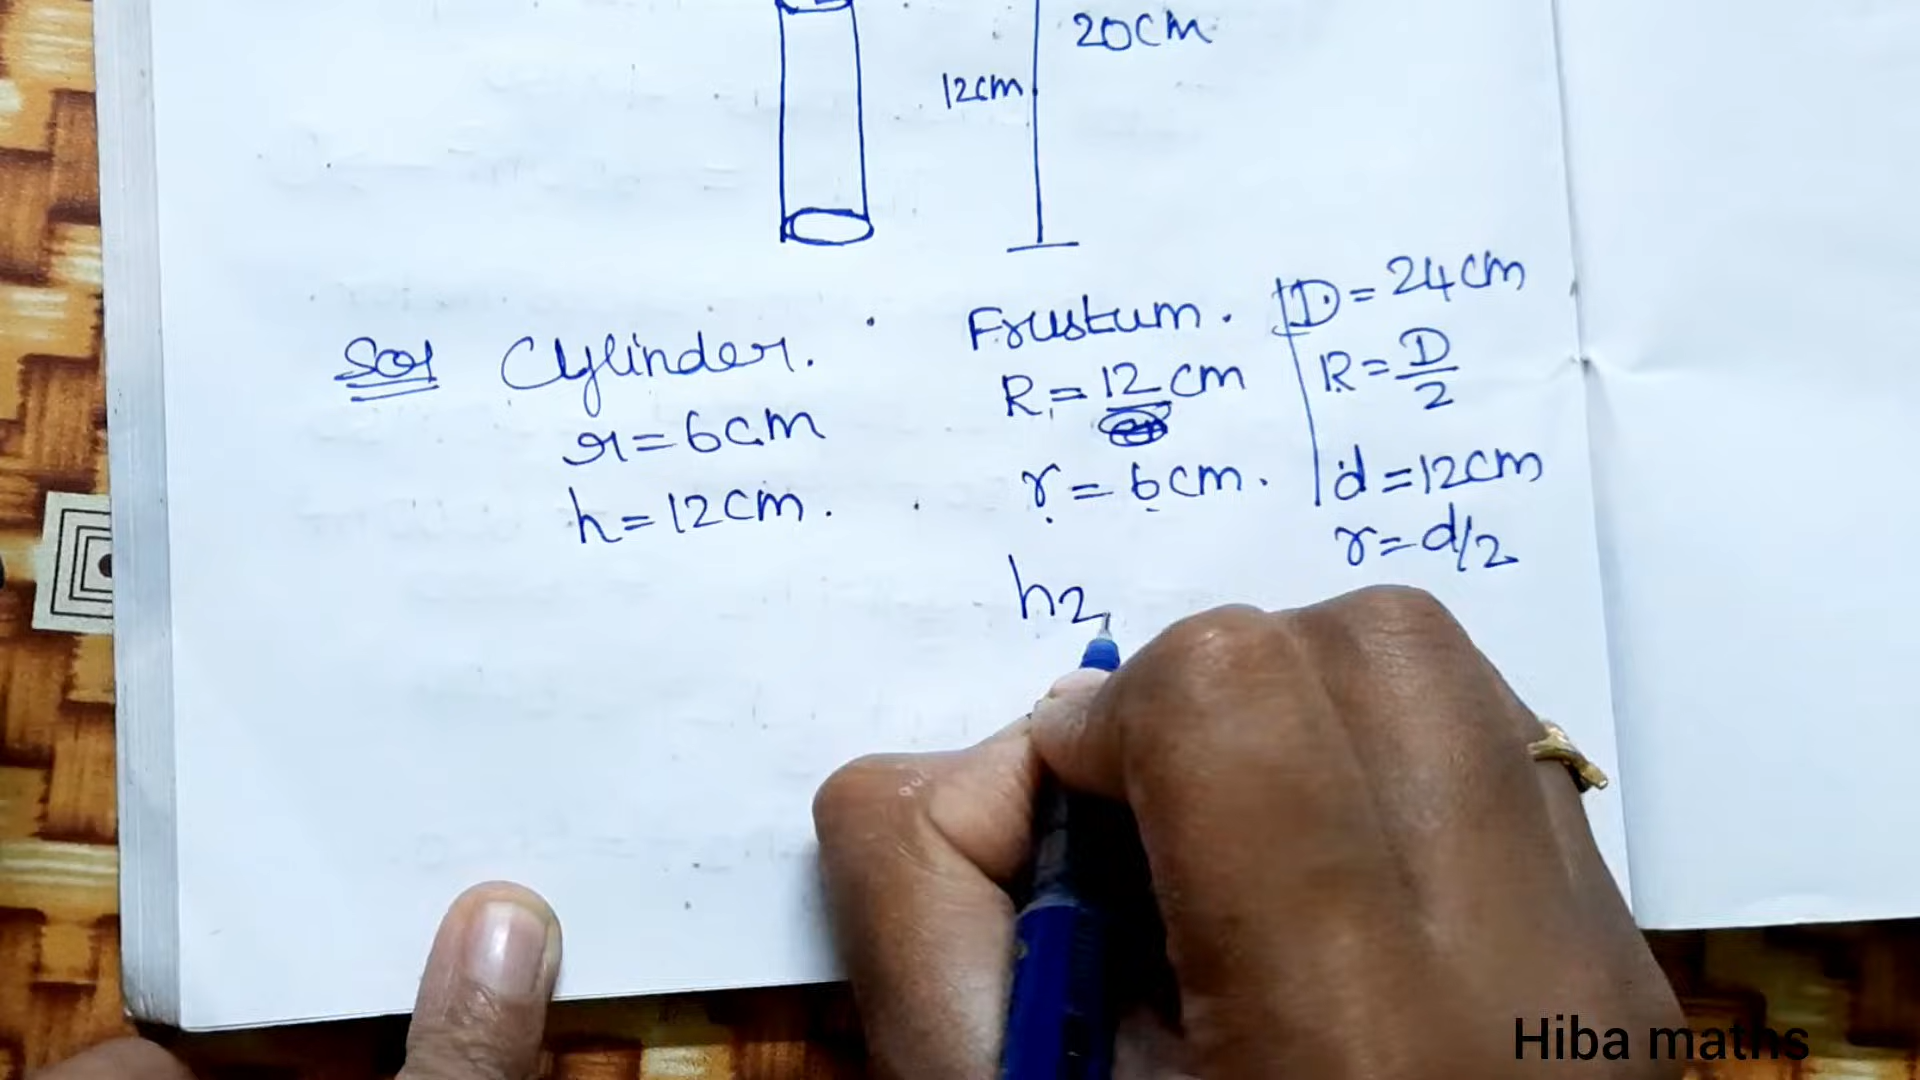 20cm
12cm
Sol Cylinder.
r=6cm
h=12cm.
Frustum.
R=12cm
r=6cm.
h2
D=24cm
R=D/2
d=12cm
r=d/2
Hiba maths